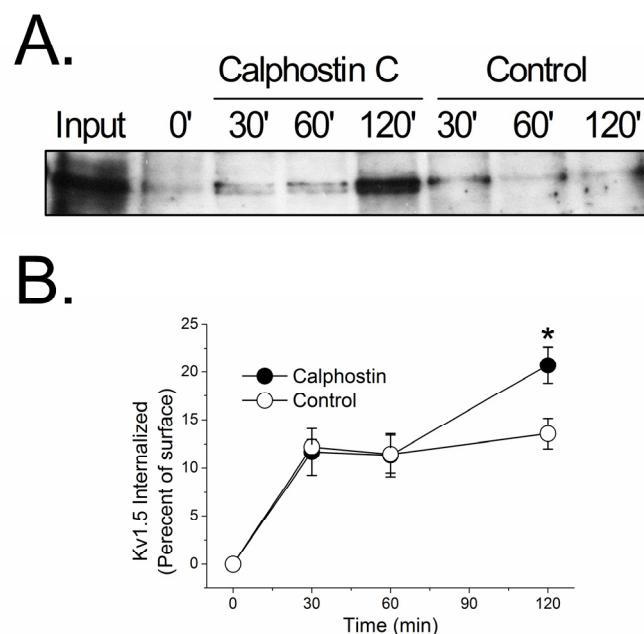 A.
Calphostin C Control
Input 0' 30' 60' 120' 30' 60' 120'
B.
25
20
15
10
5
0
*
Calphostin
Control
Kv1.5 Internalized
(Perecent of surface)
0 30 60 90 120
Time (min)